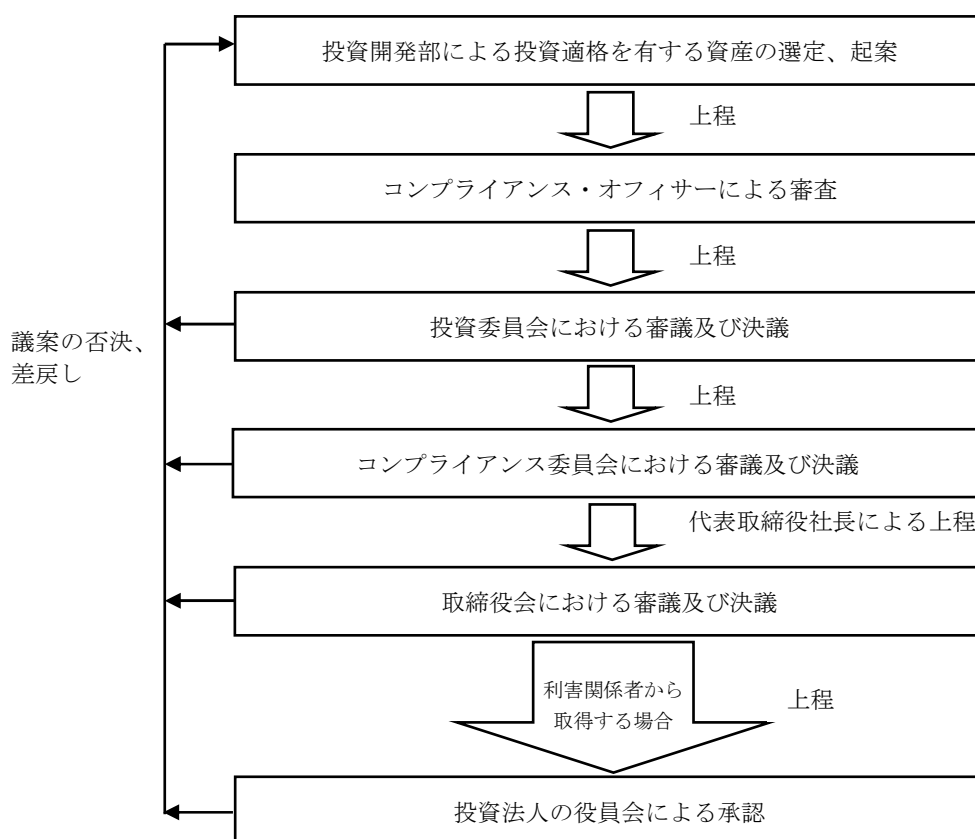 投資開発部による投資適格を有する資産の選定、起案
上程
コンプライアンス・オフィサーによる審査
上程
投資委員会における審議及び決議
議案の否決、
差戻し
上程
コンプライアンス委員会における審議及び決議
代表取締役社長による上程
取締役会における審議及び決議
利害関係者から
取得する場合
上程
投資法人の役員会による承認